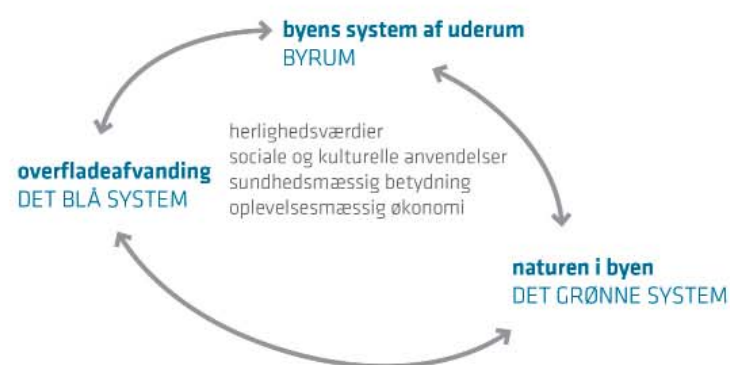 byens system af uderum
BYRUM
herlighedsværdier
sociale og kulturelle anvendelser
sundhedsmæssig betydning
oplevelsesmæssig økonomi
overfladeafvanding
DET BLÅ SYSTEM
naturen i byen
DET GRØNNE SYSTEM